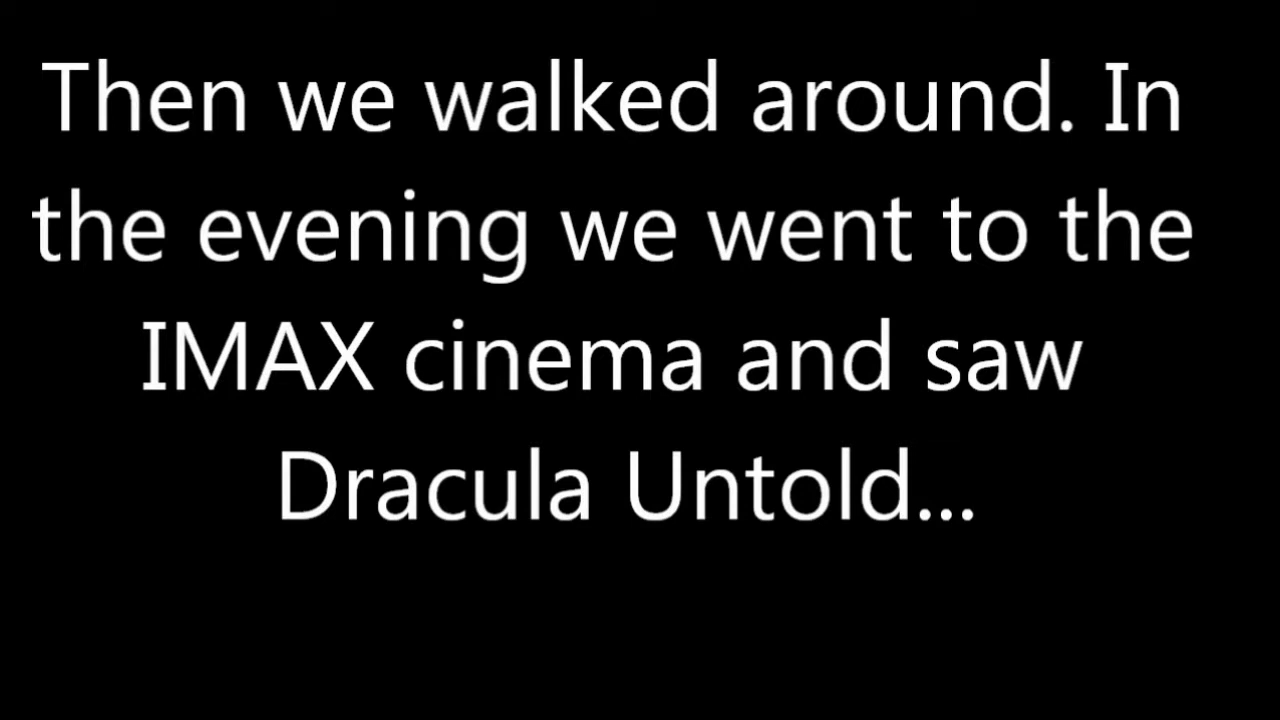 Then we walked around. In
the evening we went to the
IMAX cinema and saw
Dracula Untold...